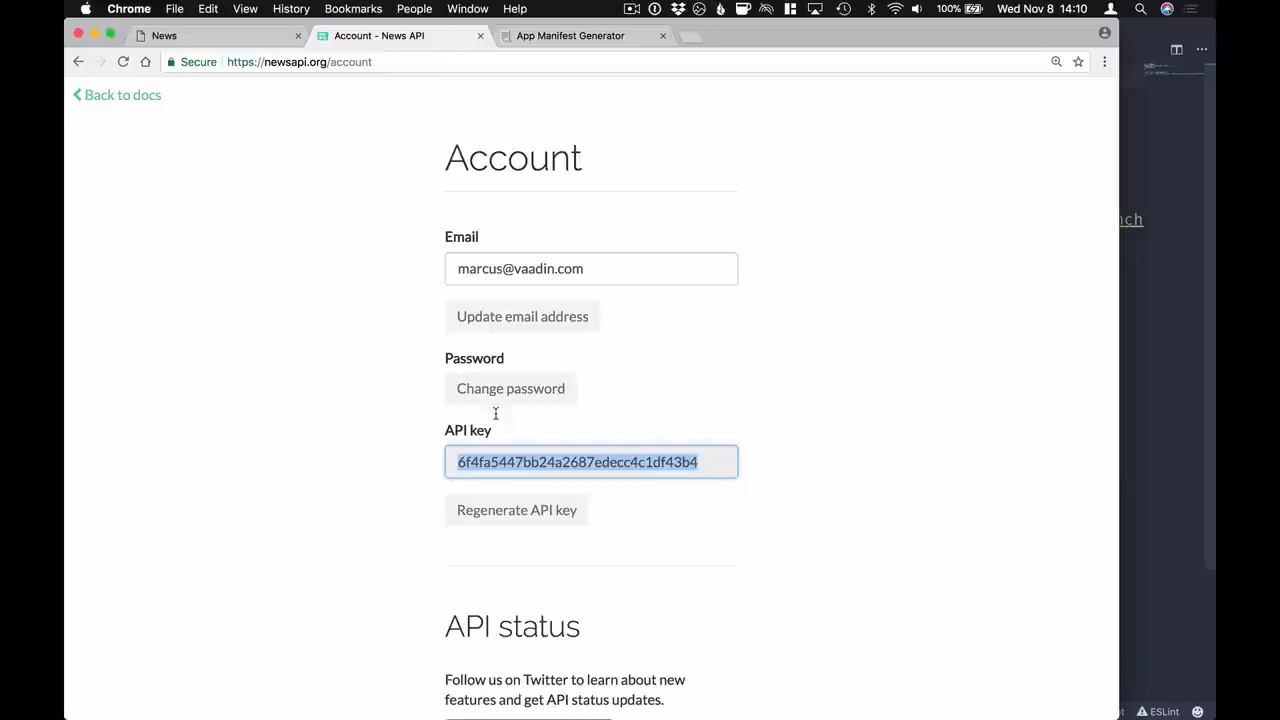 Chrome File Edit View History Bookmarks People Window Help 100% Wed Nov 8 14:10
News Account - News API App Manifest Generator
Secure https://newsapi.org/account
Back to docs
Account
Email
marcus@vaadin.com
Update email address
Password
Change password
API key
6f4fa5447bb24a2687edecc4c1df43b4
Regenerate API key
API status
Follow us on Twitter to learn about new
features and get API status updates.
ESLint